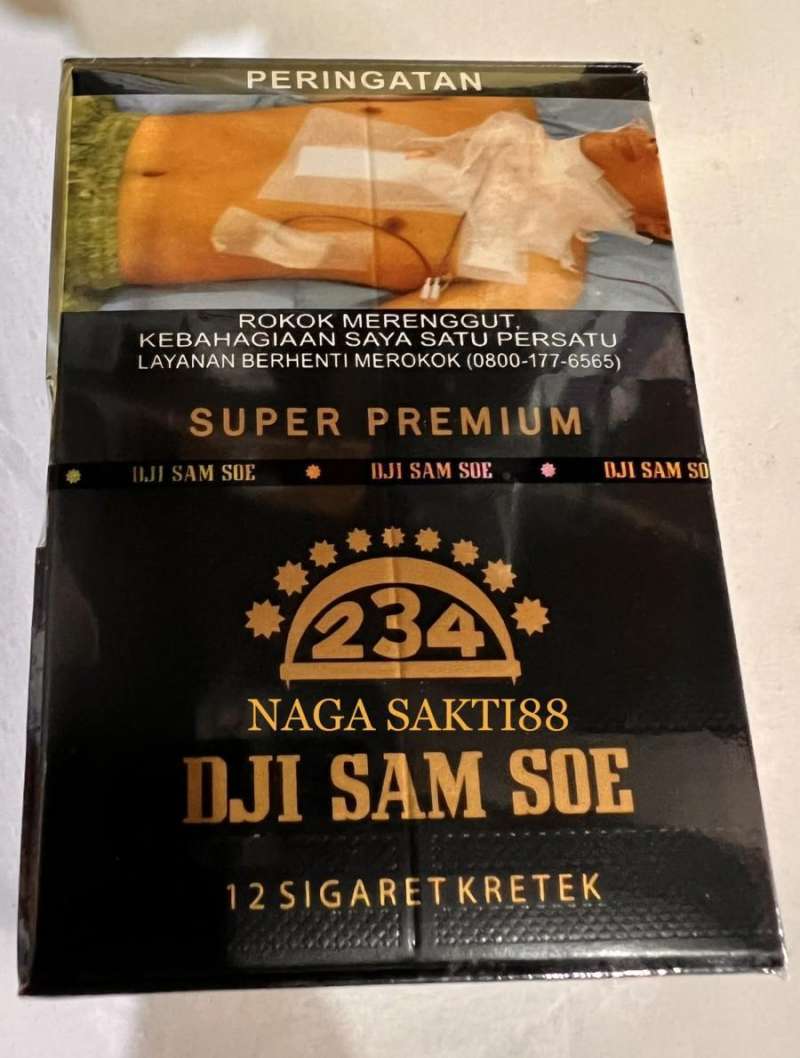 PERINGATAN
ROKOK MERENGGUT,
KEBAHAGIAAN SAYA SATU PERSATU
LAYANAN BERHENTI MEROKOK (0800-177-6565)
SUPER PREMIUM
DJI SAM SOE DJI SAM SOE DJI SAM SO
234
NAGA SAKTI88
DJI SAM SOE
12 SIGARET KRETEK